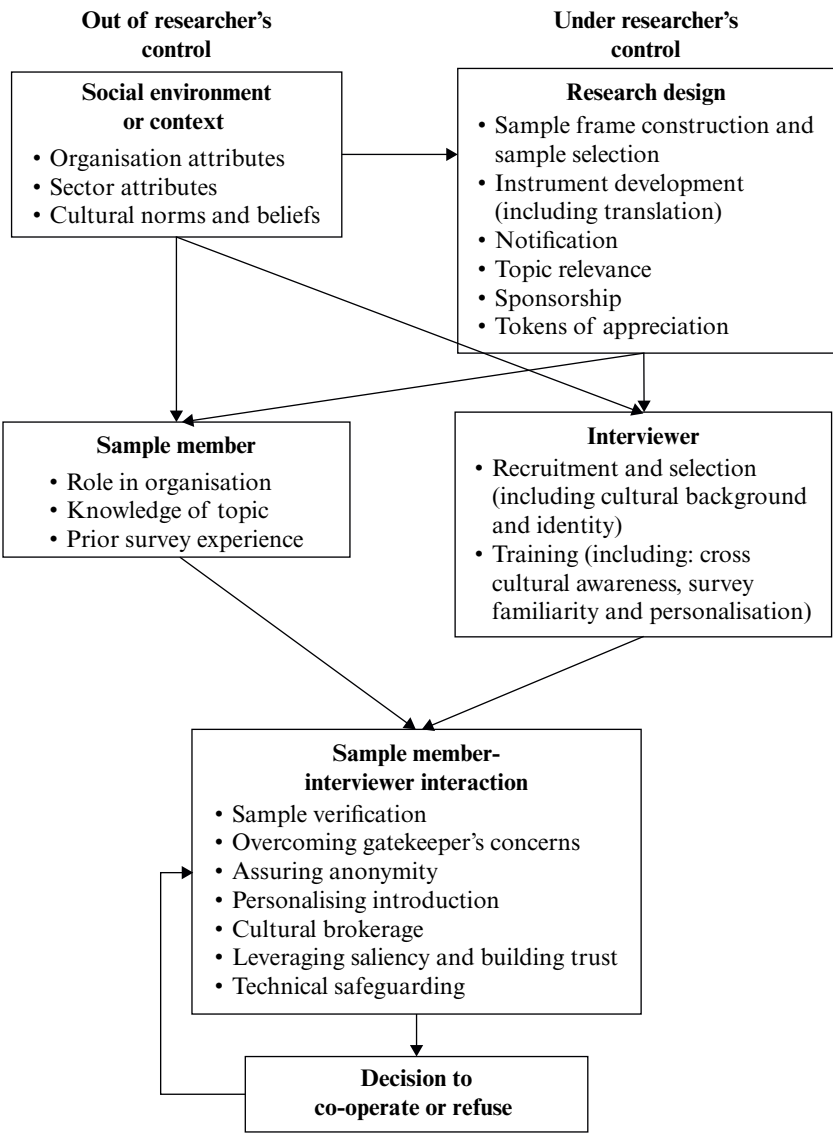 Out of researcher's
control
Under researcher's
control
Social environment
or context
• Organisation attributes
• Sector attributes
• Cultural norms and beliefs
Research design
• Sample frame construction and
sample selection
• Instrument development
(including translation)
• Notification
• Topic relevance
• Sponsorship
• Tokens of appreciation
Sample member
• Role in organisation
• Knowledge of topic
• Prior survey experience
Interviewer
• Recruitment and selection
(including cultural background
and identity)
• Training (including: cross
cultural awareness, survey
familiarity and personalisation)
Sample member-
interviewer interaction
• Sample verification
• Overcoming gatekeeper's concerns
• Assuring anonymity
• Personalising introduction
• Cultural brokerage
• Leveraging saliency and building trust
• Technical safeguarding
Decision to
co-operate or refuse